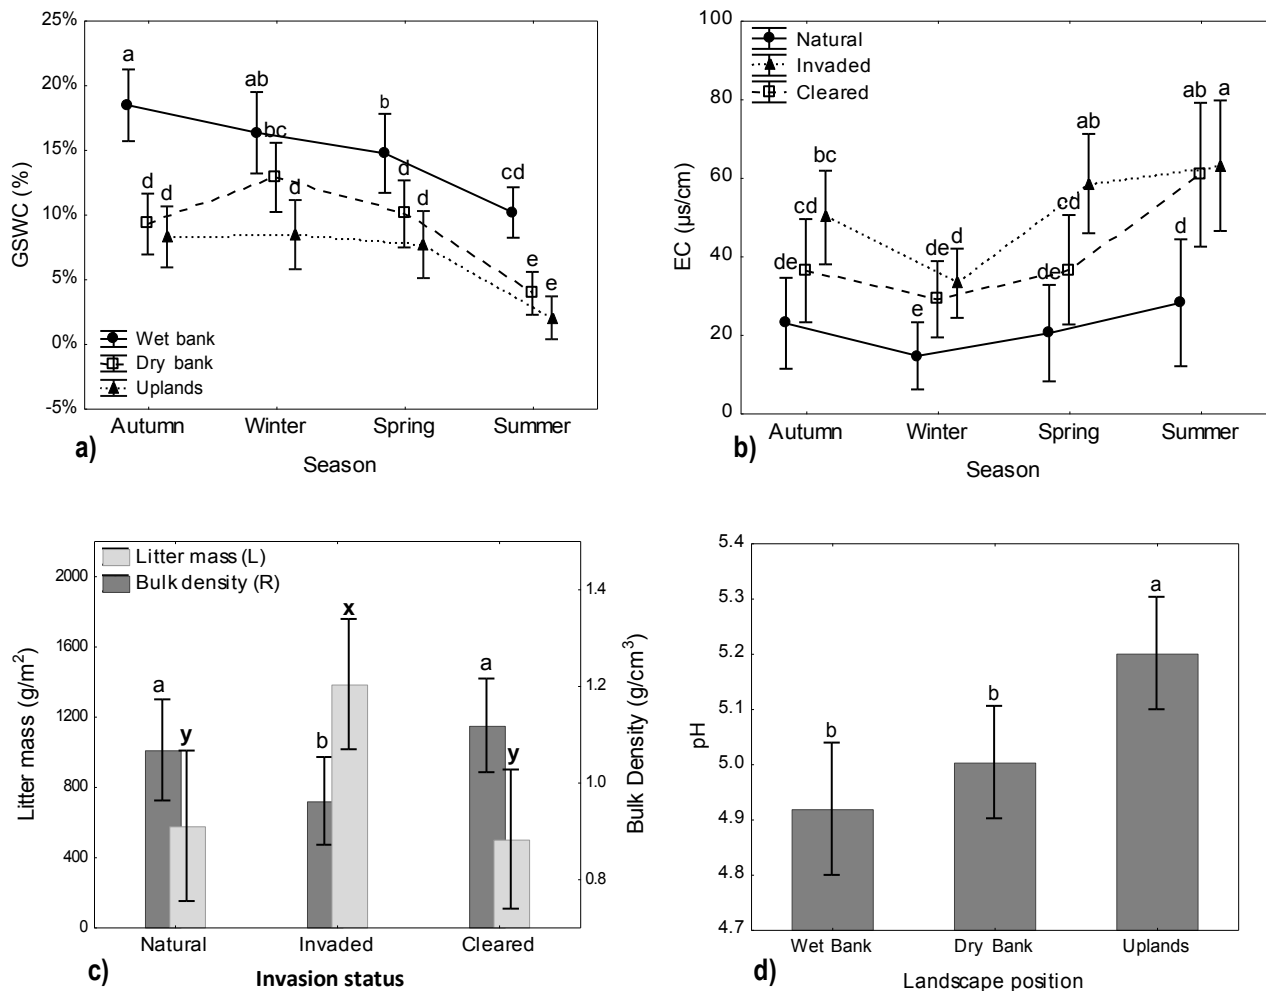 25%
20%
15%
10%
5%
0%
-5%
GSWC (%)
a
ab
b
bc
cd
d d
d
d
d
e
e
Wet bank
Dry bank
Uplands
Autumn Winter Spring Summer
Season
a)
100
80
60
40
20
0
EC (µs/cm)
Natural
Invaded
Cleared
ab a
ab
bc
cd
cd
d
de
de d
de
e
Autumn Winter Spring Summer
Season
b)
Litter mass (L)
Bulk density (R)
2000
1600
1200
800
400
0
Litter mass (g/m²)
1.4
1.2
1.0
0.8
Bulk Density (g/cm³)
x
a
a
y
b
y
Natural Invaded Cleared
Invasion status
c)
5.4
5.3
5.2
5.1
5.0
4.9
4.8
4.7
pH
a
b
b
Wet Bank Dry Bank Uplands
Landscape position
d)